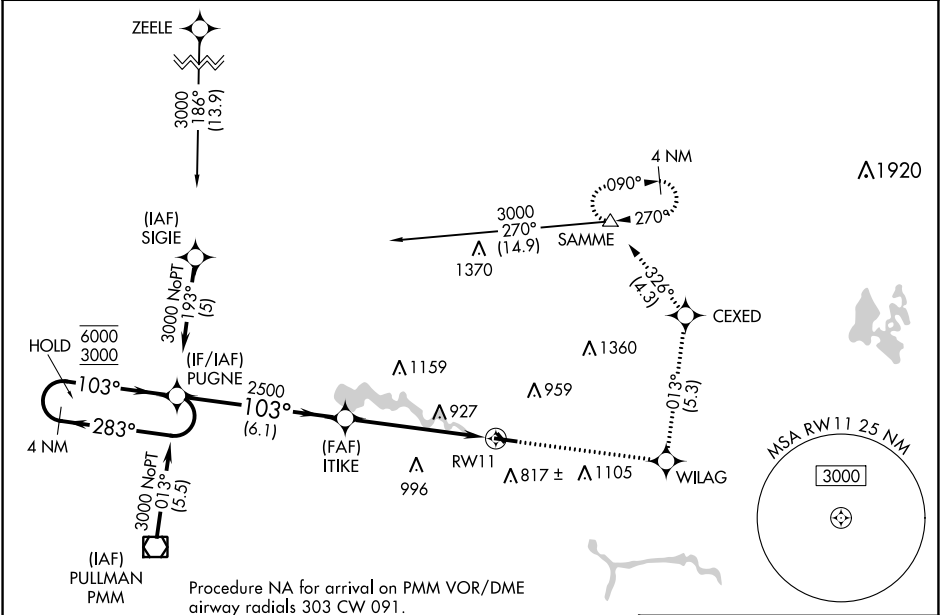 ZEELE
3000
186°
(13.9)
4 NM
090°
270°
SAMME
3000
270°
(14.9)
1370
1920
(IAF)
SIGIE
3000 NoPT
193°
(5)
326°
(4.3)
CEXED
HOLD
6000
3000
103°
283°
4 NM
(IF/IAF)
PUGNE
2500
103°
(6.1)
1159
1360
959
927
013°
(5.3)
(FAF)
ITIKE
996
RW11
817 ±
1105
WILAG
MSA RW11 25 NM
3000
3000 NoPT
013°
(5.5)
(IAF)
PULLMAN
PMM
Procedure NA for arrival on PMM VOR/DME
airway radials 303 CW 091.